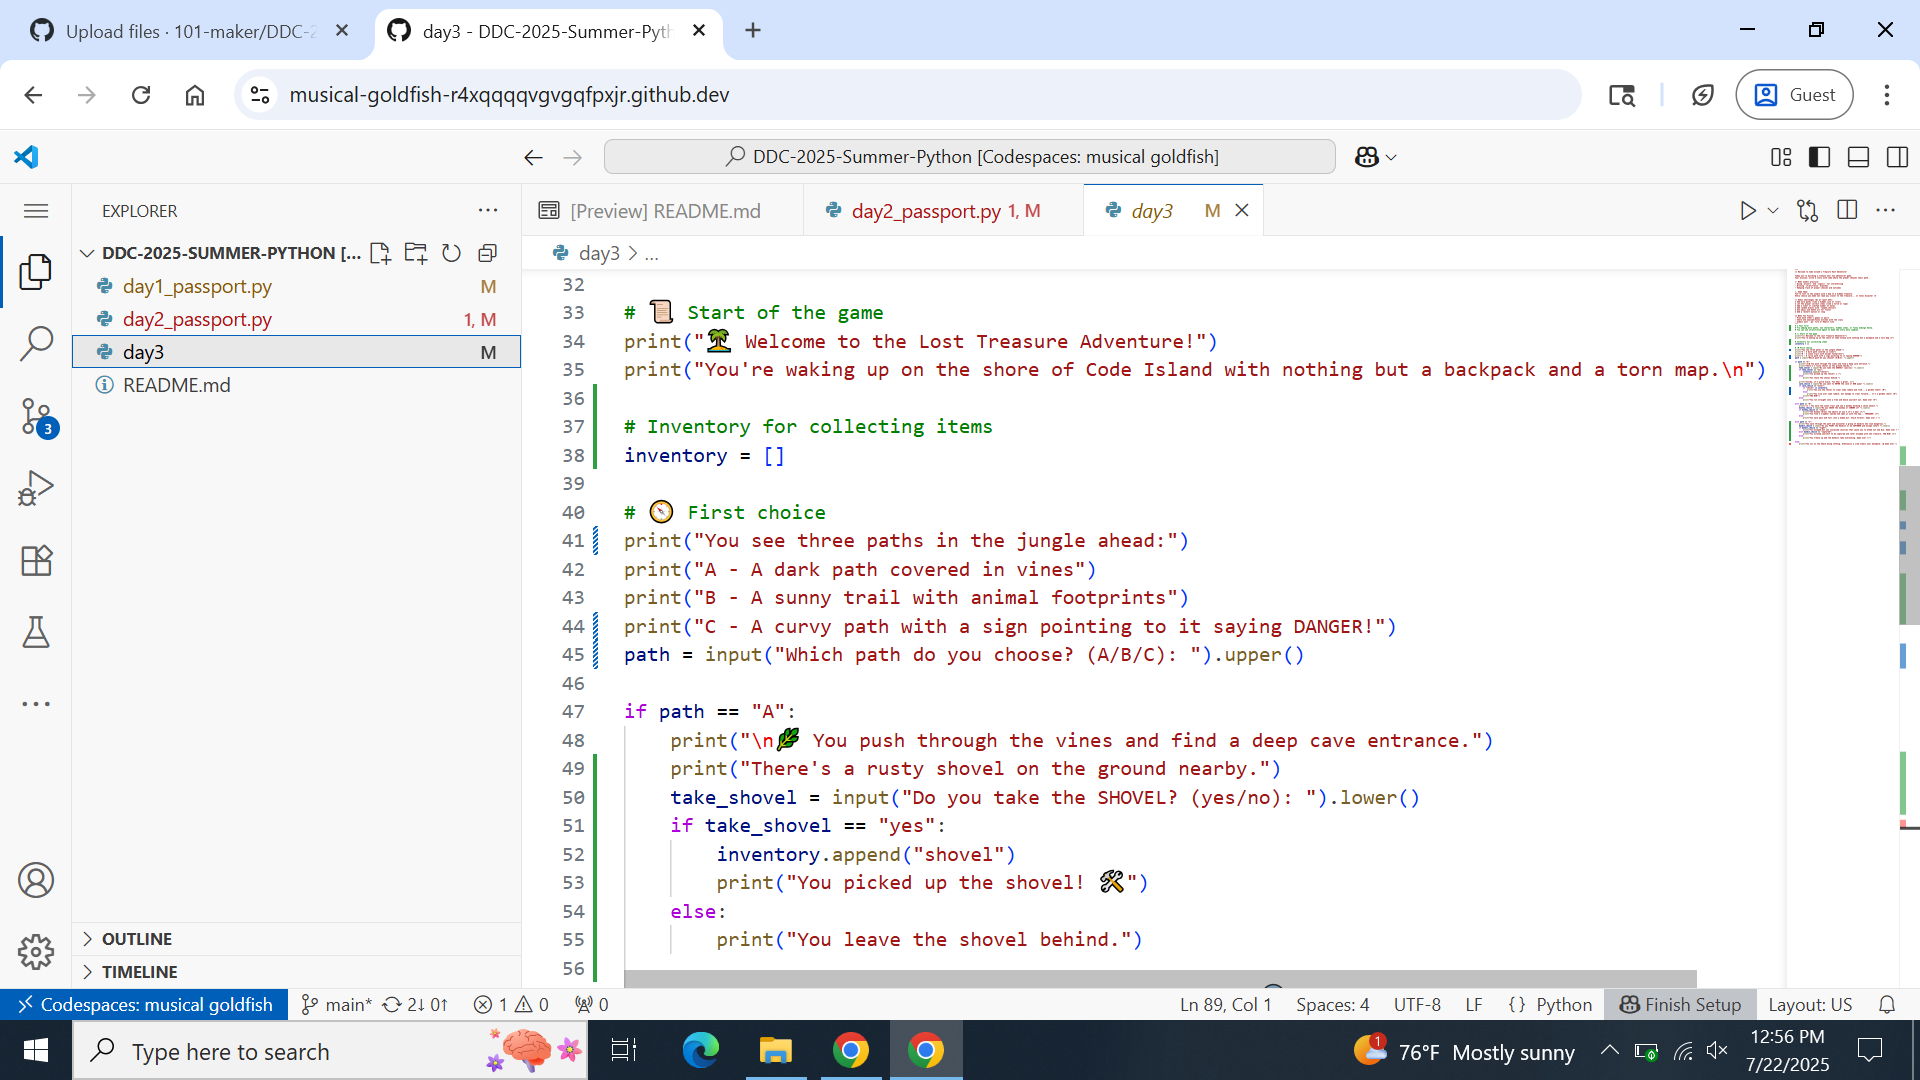 Upload files · 101-maker/DDC-2
day3 - DDC-2025-Summer-Pyth
musical-goldfish-r4xqqqqvgvgqfpxjr.github.dev
Guest
DDC-2025-Summer-Python [Codespaces: musical goldfish]
EXPLORER
DDC-2025-SUMMER-PYTHON [...
day1_passport.py M
day2_passport.py 1, M
day3 M
README.md
OUTLINE
TIMELINE
3
[Preview] README.md
day2_passport.py 1, M
day3 M
day3 > ...
32
33 # 📜 Start of the game
34 print("🏝️ Welcome to the Lost Treasure Adventure!")
35 print("You're waking up on the shore of Code Island with nothing but a backpack and a torn map.\n")
36
37 # Inventory for collecting items
38 inventory = []
39
40 # 🧭 First choice
41 print("You see three paths in the jungle ahead:")
42 print("A - A dark path covered in vines")
43 print("B - A sunny trail with animal footprints")
44 print("C - A curvy path with a sign pointing to it saying DANGER!")
45 path = input("Which path do you choose? (A/B/C): ").upper()
46
47 if path == "A":
48 print("\n🌿 You push through the vines and find a deep cave entrance.")
49 print("There's a rusty shovel on the ground nearby.")
50 take_shovel = input("Do you take the SHOVEL? (yes/no): ").lower()
51 if take_shovel == "yes":
52 inventory.append("shovel")
53 print("You picked up the shovel! 🛠️")
54 else:
55 print("You leave the shovel behind.")
56
Codespaces: musical goldfish main* 2↓ 0↑ 1 0 0 Ln 89, Col 1 Spaces: 4 UTF-8 LF {} Python Finish Setup Layout: US
Type here to search
1
76°F Mostly sunny
12:56 PM
7/22/2025